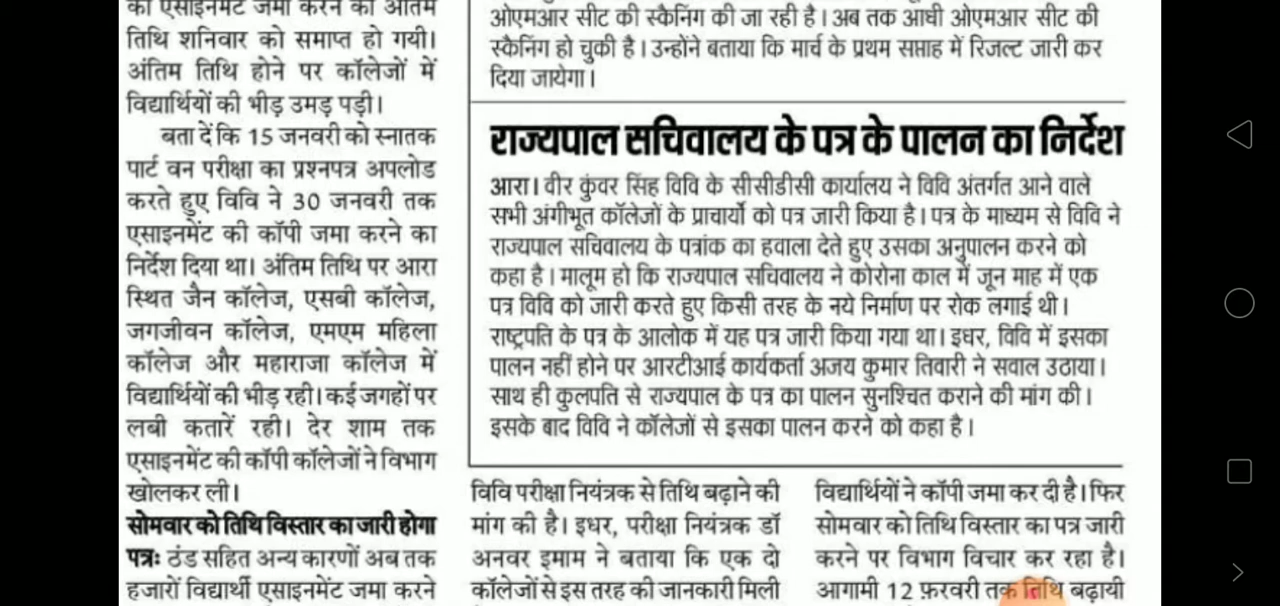 का एसाइनमेंट जमा करने की अंतिम
तिथि शनिवार को समाप्त हो गयी।
अंतिम तिथि होने पर कॉलेजों में
विद्यार्थियों की भीड़ उमड़ पड़ी।
बता दें कि 15 जनवरी को स्नातक
पार्ट वन परीक्षा का प्रश्नपत्र अपलोड
करते हुए विवि ने 30 जनवरी तक
एसाइनमेंट की कॉपी जमा करने का
निर्देश दिया था। अंतिम तिथि पर आरा
स्थित जैन कॉलेज, एसबी कॉलेज,
जगजीवन कॉलेज, एमएम महिला
कॉलेज और महाराजा कॉलेज में
विद्यार्थियों की भीड़ रही। कई जगहों पर
लबी कतारें रही। देर शाम तक
एसाइनमेंट की कॉपी कॉलेजों ने विभाग
खोलकर ली।
सोमवार को तिथि विस्तार का जारी होगा
पत्रः ठंड सहित अन्य कारणों अब तक
हजारों विद्यार्थी एसाइनमेंट जमा करने
ओएमआर सीट की स्कैनिंग की जा रही है। अब तक आधी ओएमआर सीट की
स्कैनिंग हो चुकी है। उन्होंने बताया कि मार्च के प्रथम सप्ताह में रिजल्ट जारी कर
दिया जायेगा।
राज्यपाल सचिवालय के पत्र के पालन का निर्देश
आरा। वीर कुंवर सिंह विवि के सीसीडीसी कार्यालय ने विवि अंतर्गत आने वाले
सभी अंगीभूत कॉलेजों के प्राचार्यो को पत्र जारी किया है। पत्र के माध्यम से विवि ने
राज्यपाल सचिवालय के पत्रांक का हवाला देते हुए उसका अनुपालन करने को
कहा है। मालूम हो कि राज्यपाल सचिवालय ने कोरोना काल में जून माह में एक
पत्र विवि को जारी करते हुए किसी तरह के नये निर्माण पर रोक लगाई थी।
राष्ट्रपति के पत्र के आलोक में यह पत्र जारी किया गया था। इधर, विवि में इसका
पालन नहीं होने पर आरटीआई कार्यकर्ता अजय कुमार तिवारी ने सवाल उठाया।
साथ ही कुलपति से राज्यपाल के पत्र का पालन सुनश्चित कराने की मांग की।
इसके बाद विवि ने कॉलेजों से इसका पालन करने को कहा है।
विवि परीक्षा नियंत्रक से तिथि बढ़ाने की
मांग की है। इधर, परीक्षा नियंत्रक डॉ
अनवर इमाम ने बताया कि एक दो
कॉलेजों से इस तरह की जानकारी मिली
विद्यार्थियों ने कॉपी जमा कर दी है। फिर
सोमवार को तिथि विस्तार का पत्र जारी
करने पर विभाग विचार कर रहा है।
आगामी 12 फ़रवरी तक तिथि बढ़ायी